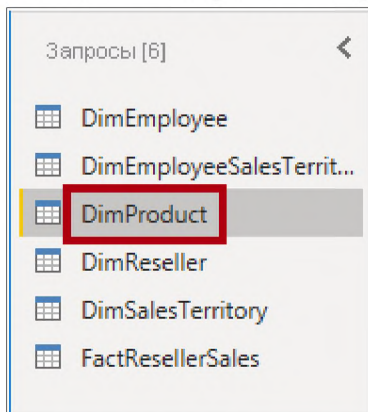 Запросы [6]
DimEmployee
DimEmployeeSalesTerrit...
DimProduct
DimReseller
DimSalesTerritory
FactResellerSales